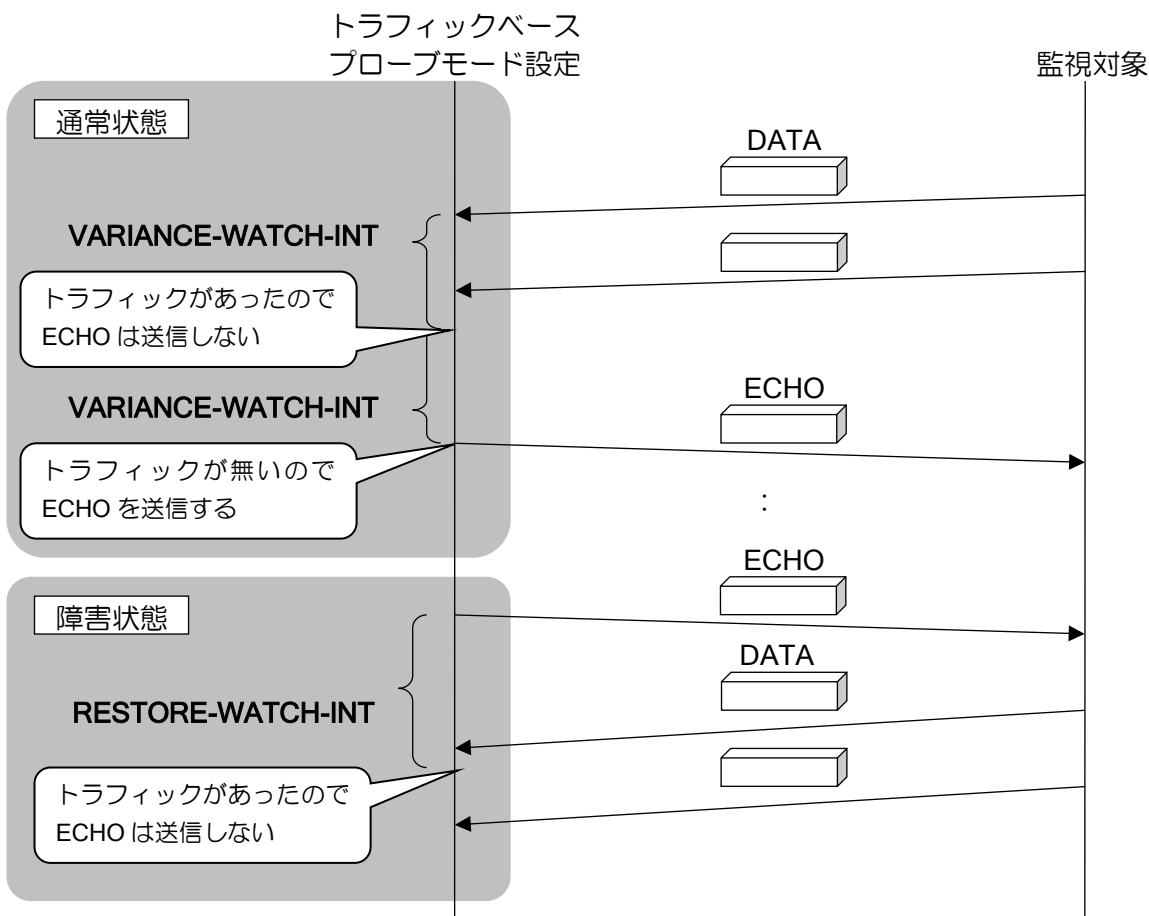 トラフィックベース
プローブモード設定
監視対象
通常状態
DATA
VARIANCE-WATCH-INT
トラフィックがあったので
ECHO は送信しない
VARIANCE-WATCH-INT
ECHO
トラフィックが無いので
ECHO を送信する
：
ECHO
障害状態
DATA
RESTORE-WATCH-INT
トラフィックがあったので
ECHO は送信しない